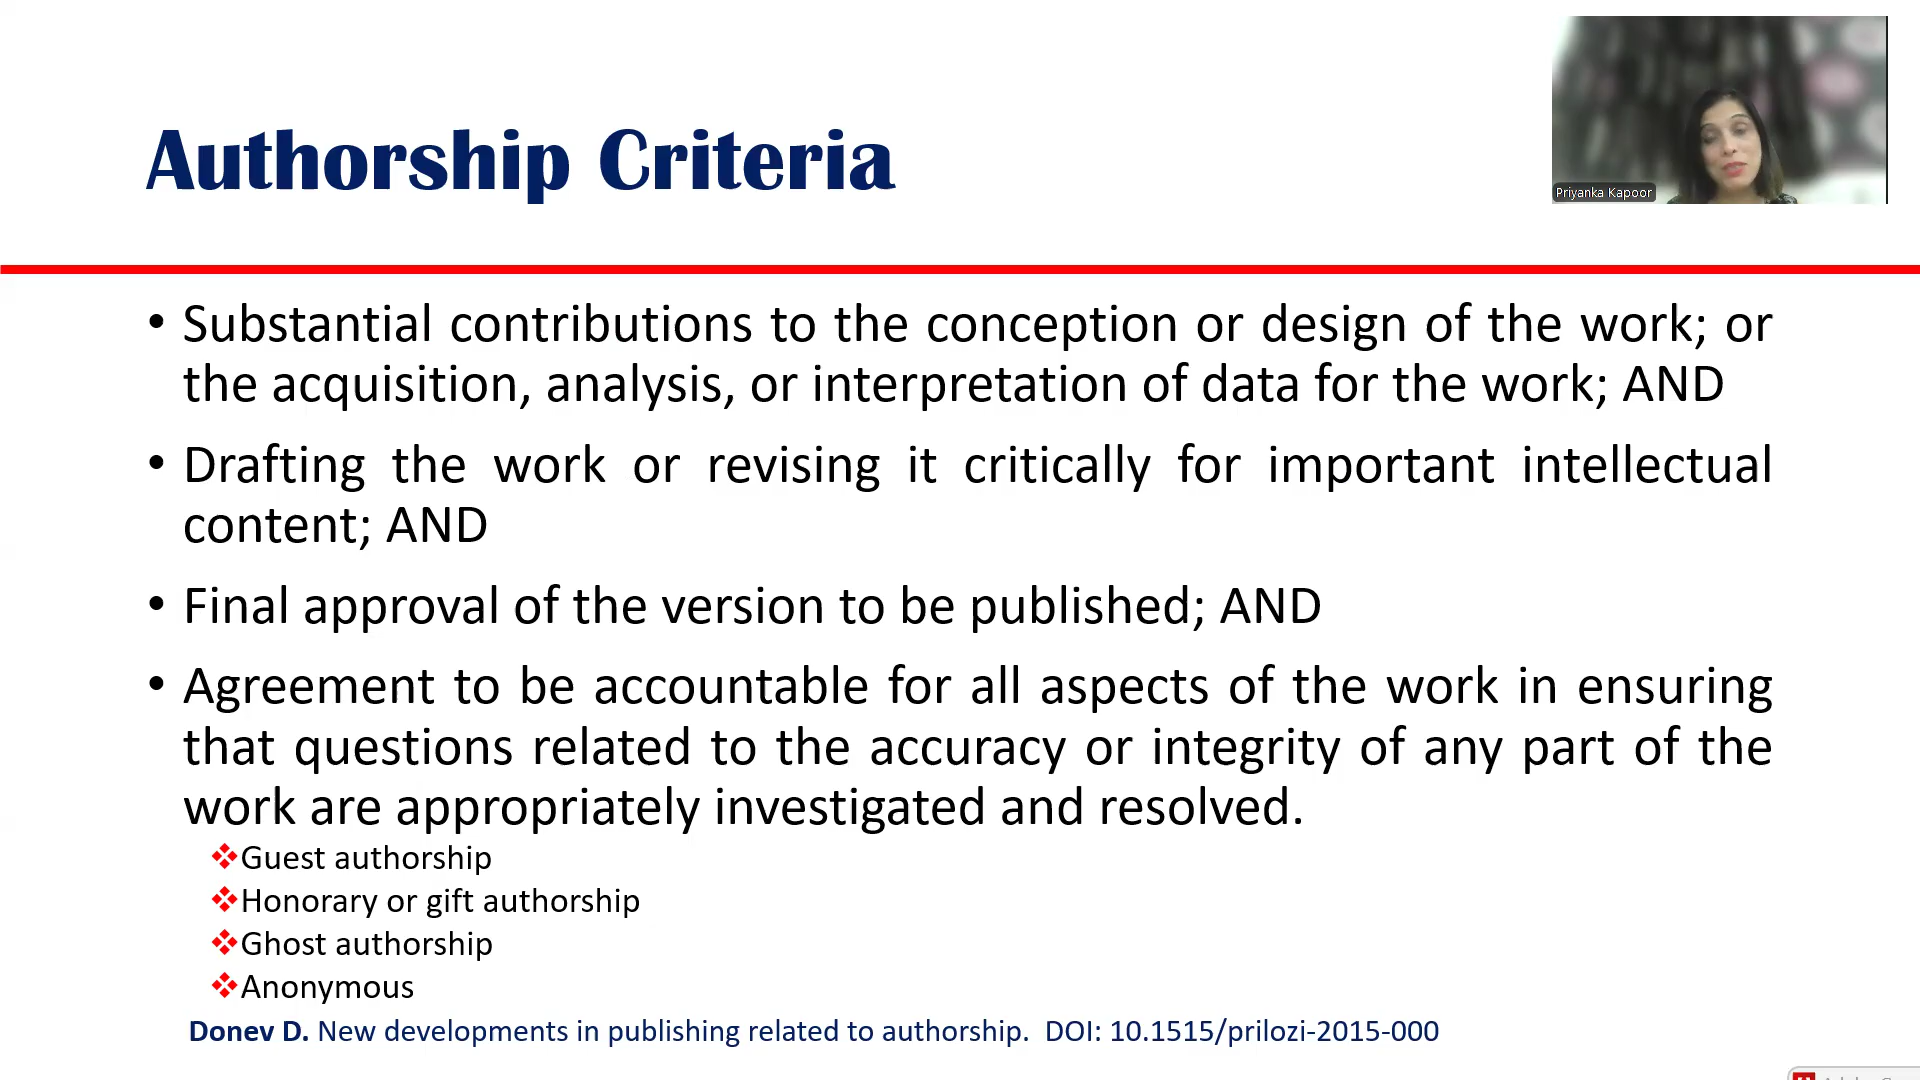 Authorship Criteria
Priyanka Kapoor
• Substantial contributions to the conception or design of the work; or
the acquisition, analysis, or interpretation of data for the work; AND
• Drafting the work or revising it critically for important intellectual
content; AND
• Final approval of the version to be published; AND
• Agreement to be accountable for all aspects of the work in ensuring
that questions related to the accuracy or integrity of any part of the
work are appropriately investigated and resolved.
❖Guest authorship
❖Honorary or gift authorship
❖Ghost authorship
❖Anonymous
Donev D. New developments in publishing related to authorship. DOI: 10.1515/prilozi-2015-000